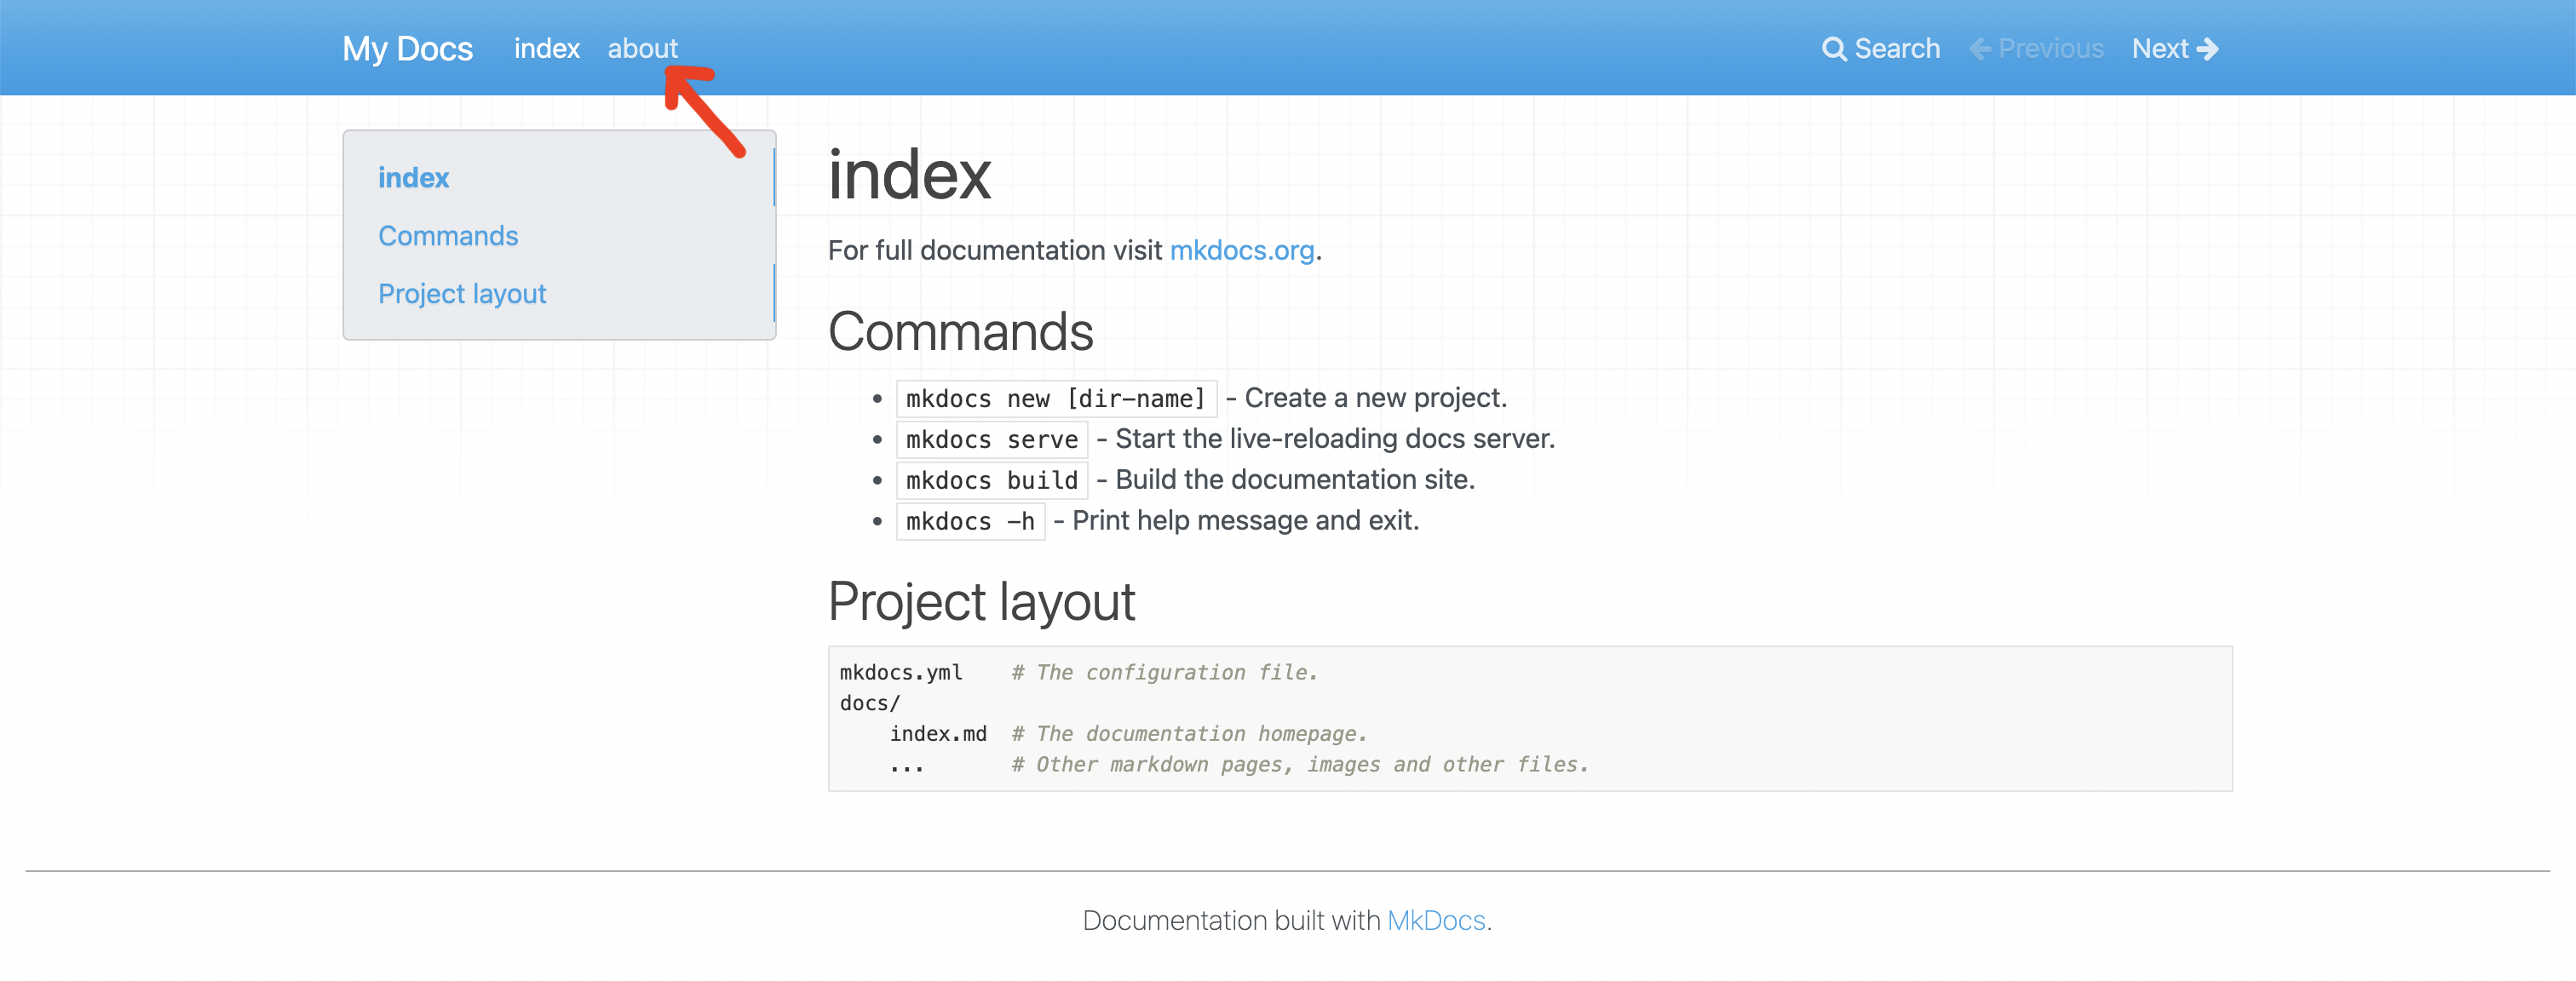 My Docs index about Search Previous Next
index
Commands
Project layout
index
For full documentation visit mkdocs.org.
Commands
mkdocs new [dir-name] - Create a new project.
mkdocs serve - Start the live-reloading docs server.
mkdocs build - Build the documentation site.
mkdocs -h - Print help message and exit.
Project layout
mkdocs.yml    # The configuration file.
docs/
    index.md  # The documentation homepage.
    ...       # Other markdown pages, images and other files.
Documentation built with MkDocs.